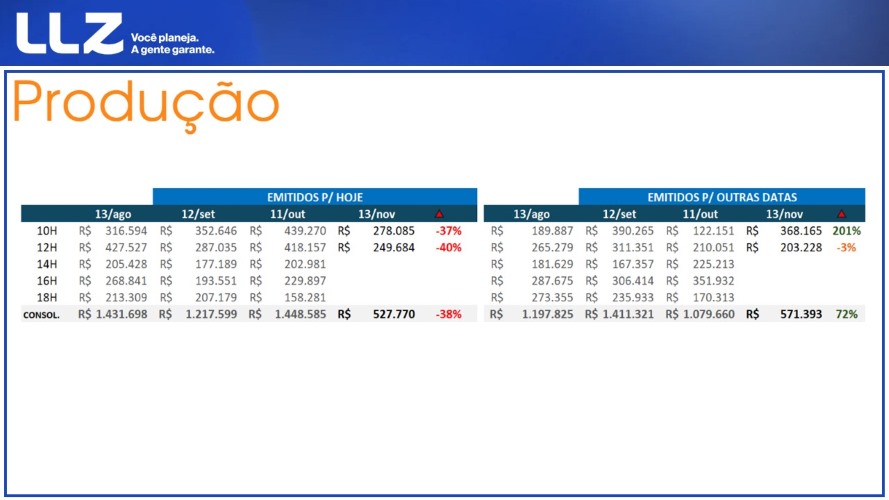 LLZ Você planeja.
A gente garante.
Produção
EMITIDOS P/ HOJE EMITIDOS P/ OUTRAS DATAS
13/ago 12/set 11/out 13/nov 13/ago 12/set 11/out 13/nov
10H R$ 316.594 R$ 352.646 R$ 439.270 R$ 278.085 -37% R$ 189.887 R$ 390.265 R$ 122.151 R$ 368.165 201%
12H R$ 427.527 R$ 287.035 R$ 418.157 R$ 249.684 -40% R$ 265.279 R$ 311.351 R$ 210.051 R$ 203.228 -3%
14H R$ 205.428 R$ 177.189 R$ 202.981 R$ 181.629 R$ 167.357 R$ 225.213
16H R$ 268.841 R$ 193.551 R$ 229.897 R$ 287.675 R$ 306.414 R$ 351.932
18H R$ 213.309 R$ 207.179 R$ 158.281 R$ 273.355 R$ 235.933 R$ 170.313
CONSOL. R$ 1.431.698 R$ 1.217.599 R$ 1.448.585 R$ 527.770 -38% R$ 1.197.825 R$ 1.411.321 R$ 1.079.660 R$ 571.393 72%